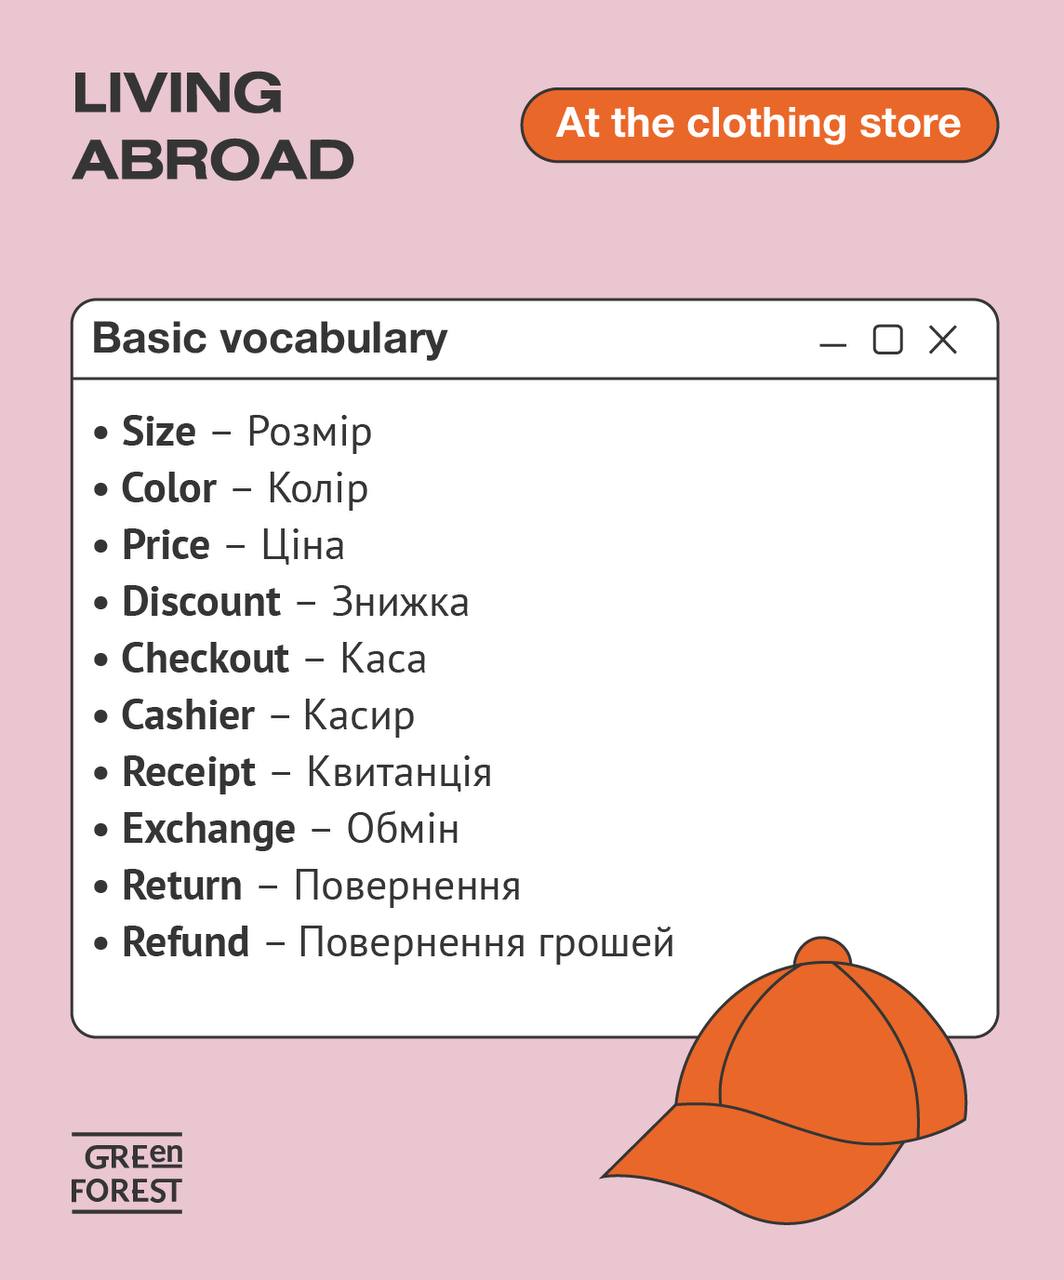 LIVING
ABROAD
At the clothing store
Basic vocabulary
• Size – Розмір
• Color – Колір
• Price – Ціна
• Discount – Знижка
• Checkout – Каса
• Cashier – Касир
• Receipt – Квитанція
• Exchange – Обмін
• Return – Повернення
• Refund – Повернення грошей
GREen
FOREST